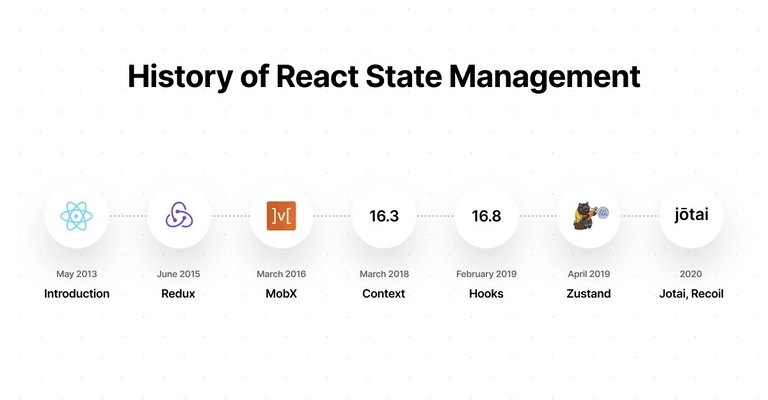 History of React State Management
]v[
16.3
16.8
jōtai
May 2013
June 2015
March 2016
March 2018
February 2019
April 2019
2020
Introduction
Redux
MobX
Context
Hooks
Zustand
Jotai, Recoil